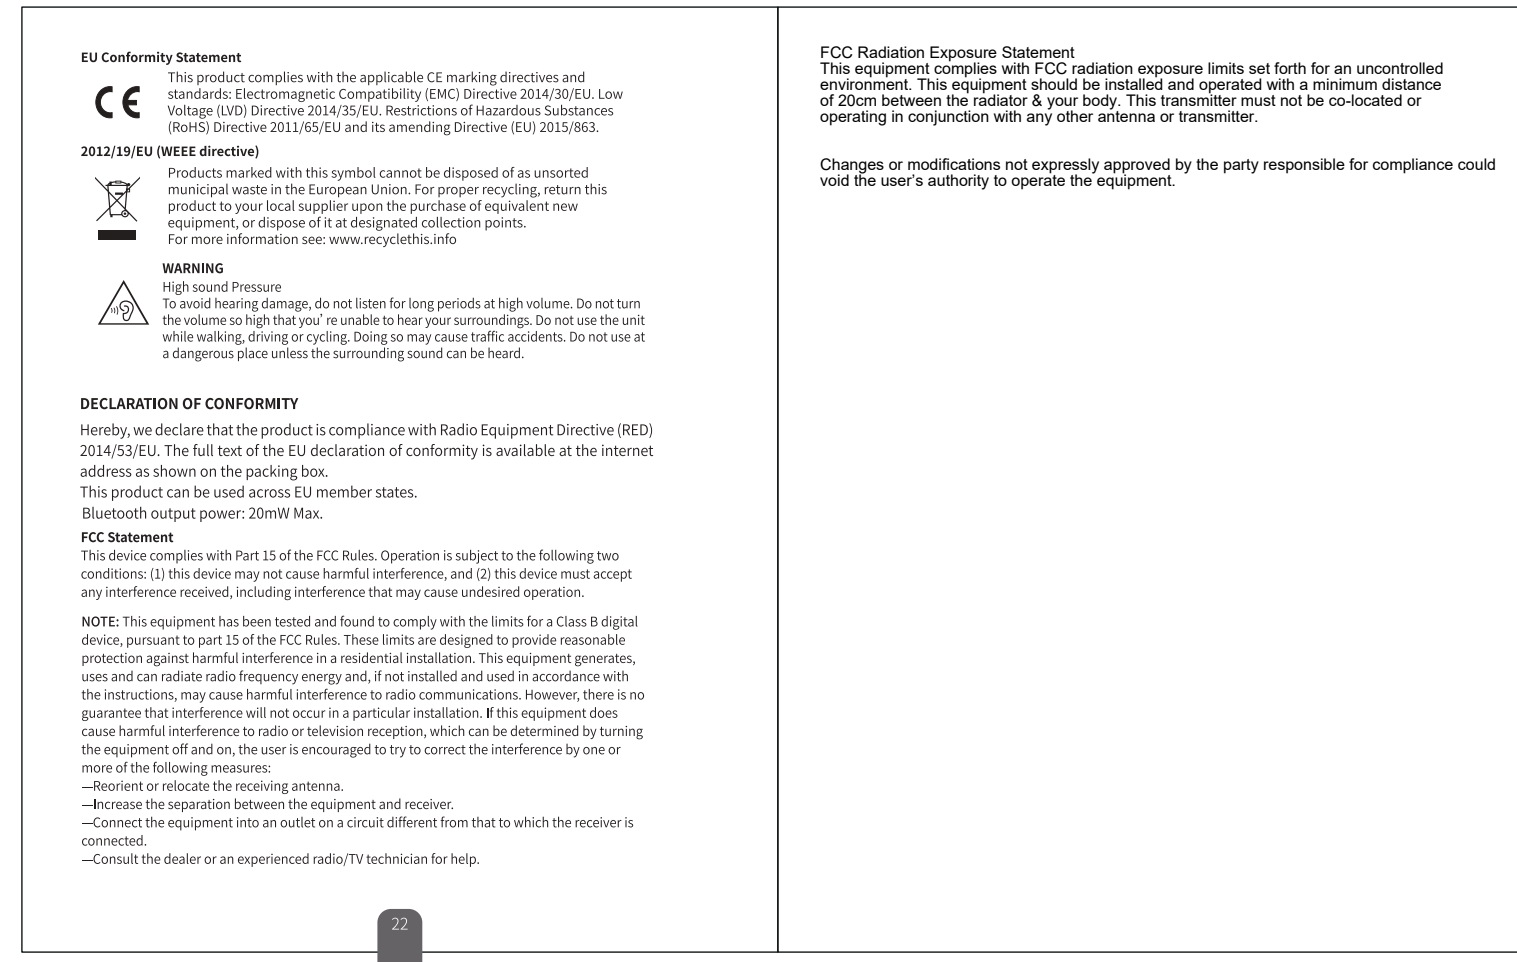 EU Conformity Statement
This product complies with the applicable CE marking directives and
standards: Electromagnetic Compatibility (EMC) Directive 2014/30/EU. Low
Voltage (LVD) Directive 2014/35/EU. Restrictions of Hazardous Substances
(RoHS) Directive 2011/65/EU and its amending Directive (EU) 2015/863.
2012/19/EU (WEEE directive)
Products marked with this symbol cannot be disposed of as unsorted
municipal waste in the European Union. For proper recycling, return this
product to your local supplier upon the purchase of equivalent new
equipment, or dispose of it at designated collection points.
For more information see: www.recyclethis.info
WARNING
High sound Pressure
To avoid hearing damage, do not listen for long periods at high volume. Do not turn
the volume so high that you' re unable to hear your surroundings. Do not use the unit
while walking, driving or cycling. Doing so may cause traffic accidents. Do not use at
a dangerous place unless the surrounding sound can be heard.
DECLARATION OF CONFORMITY
Hereby, we declare that the product is compliance with Radio Equipment Directive (RED)
2014/53/EU. The full text of the EU declaration of conformity is available at the internet
address as shown on the packing box.
This product can be used across EU member states.
Bluetooth output power: 20mW Max.
FCC Statement
This device complies with Part 15 of the FCC Rules. Operation is subject to the following two
conditions: (1) this device may not cause harmful interference, and (2) this device must accept
any interference received, including interference that may cause undesired operation.
NOTE: This equipment has been tested and found to comply with the limits for a Class B digital
device, pursuant to part 15 of the FCC Rules. These limits are designed to provide reasonable
protection against harmful interference in a residential installation. This equipment generates,
uses and can radiate radio frequency energy and, if not installed and used in accordance with
the instructions, may cause harmful interference to radio communications. However, there is no
guarantee that interference will not occur in a particular installation. If this equipment does
cause harmful interference to radio or television reception, which can be determined by turning
the equipment off and on, the user is encouraged to try to correct the interference by one or
more of the following measures:
—Reorient or relocate the receiving antenna.
—Increase the separation between the equipment and receiver.
—Connect the equipment into an outlet on a circuit different from that to which the receiver is
connected.
—Consult the dealer or an experienced radio/TV technician for help.
22
FCC Radiation Exposure Statement
This equipment complies with FCC radiation exposure limits set forth for an uncontrolled
environment. This equipment should be installed and operated with a minimum distance
of 20cm between the radiator & your body. This transmitter must not be co-located or
operating in conjunction with any other antenna or transmitter.
Changes or modifications not expressly approved by the party responsible for compliance could
void the user's authority to operate the equipment.